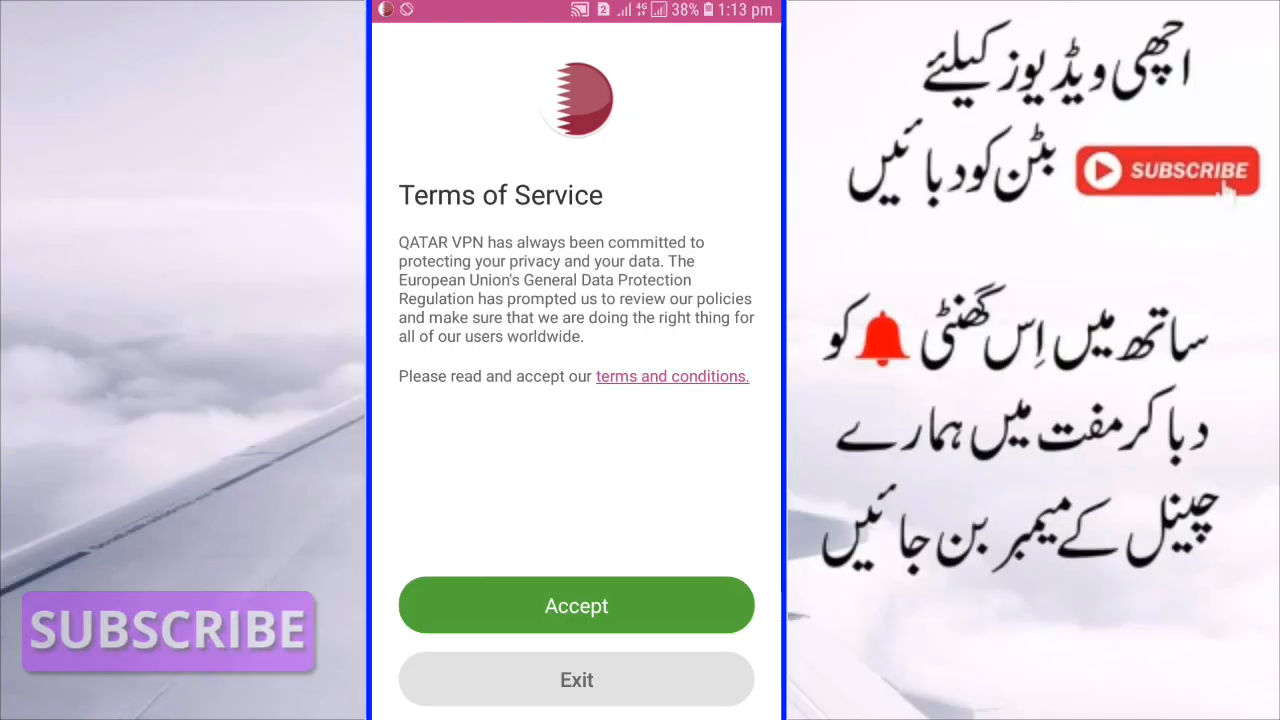 4G 38% 1:13 pm
Terms of Service
QATAR VPN has always been committed to
protecting your privacy and your data. The
European Union's General Data Protection
Regulation has prompted us to review our policies
and make sure that we are doing the right thing for
all of our users worldwide.
Please read and accept our terms and conditions.
Accept
Exit
SUBSCRIBE
اچھی ویڈیوز کیلئے
SUBSCRIBE بٹن کو دبائیں
ساتھ میں اِس گھنٹی کو
دبا کر مفت میں ہمارے
چینل کے میمبر بن جائیں